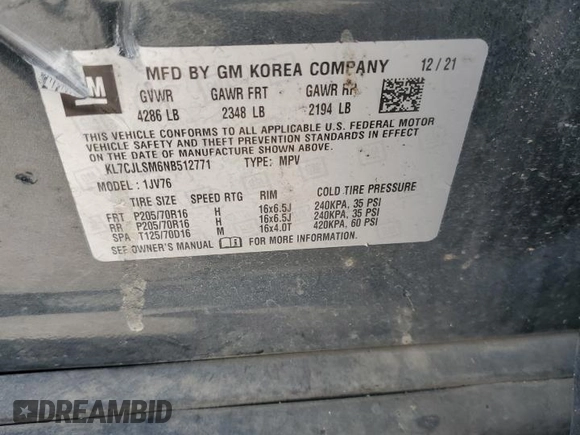 GM MFD BY GM KOREA COMPANY 12/21
GVWR GAWR FRT GAWR RR
4286 LB 2348 LB 2194 LB
THIS VEHICLE CONFORMS TO ALL APPLICABLE U.S. FEDERAL MOTOR
VEHICLE SAFETY AND THEFT PREVENTION STANDARDS IN EFFECT
ON THE DATE OF MANUFACTURE SHOWN ABOVE.
KL7CJLSM6NB512771 TYPE: MPV
MODEL: 1JV76
TIRE SIZE SPEED RTG RIM COLD TIRE PRESSURE
FRT P205/70R16 H 16x6.5J 240KPA, 35 PSI
RR P205/70R16 H 16x6.5J 240KPA, 35 PSI
SPA T125/70D16 M 16x4.0T 420KPA, 60 PSI
SEE OWNER'S MANUAL FOR MORE INFORMATION.
DREAMBID